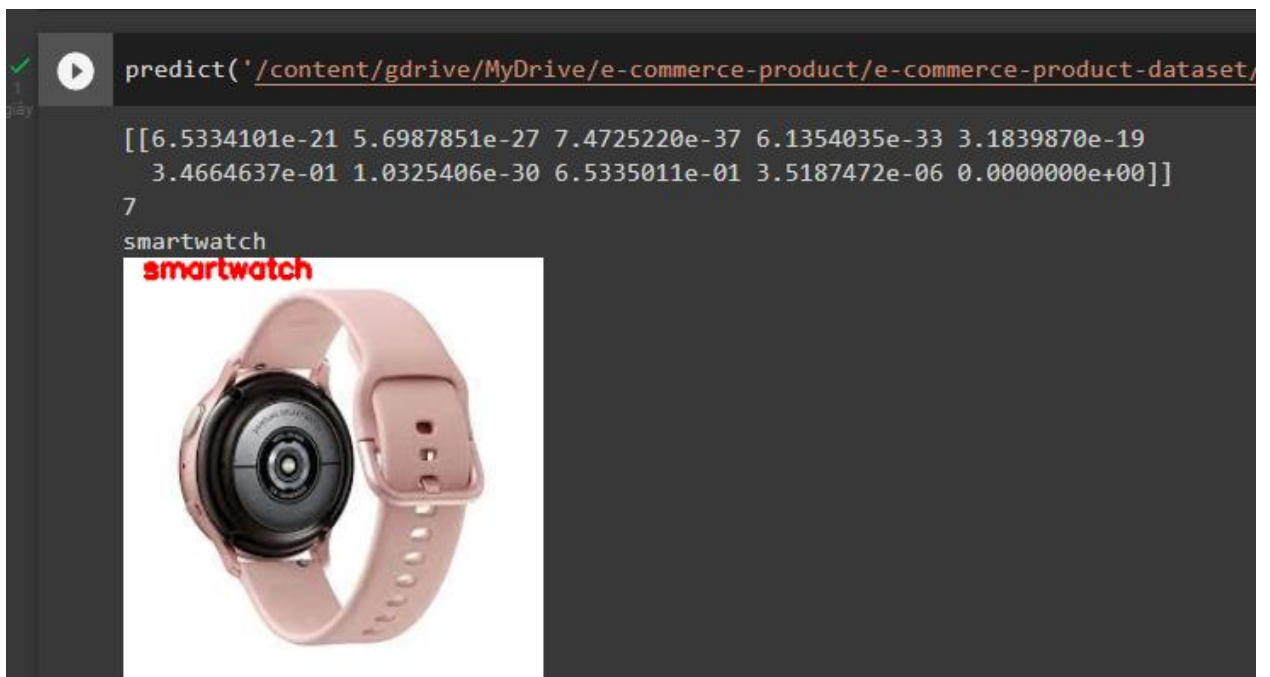 predict('/content/gdrive/MyDrive/e-commerce-product/e-commerce-product-dataset/
1
giây
[[6.5334101e-21 5.6987851e-27 7.4725220e-37 6.1354035e-33 3.1839870e-19
3.4664637e-01 1.0325406e-30 6.5335011e-01 3.5187472e-06 0.0000000e+00]]
7
smartwatch
smartwatch